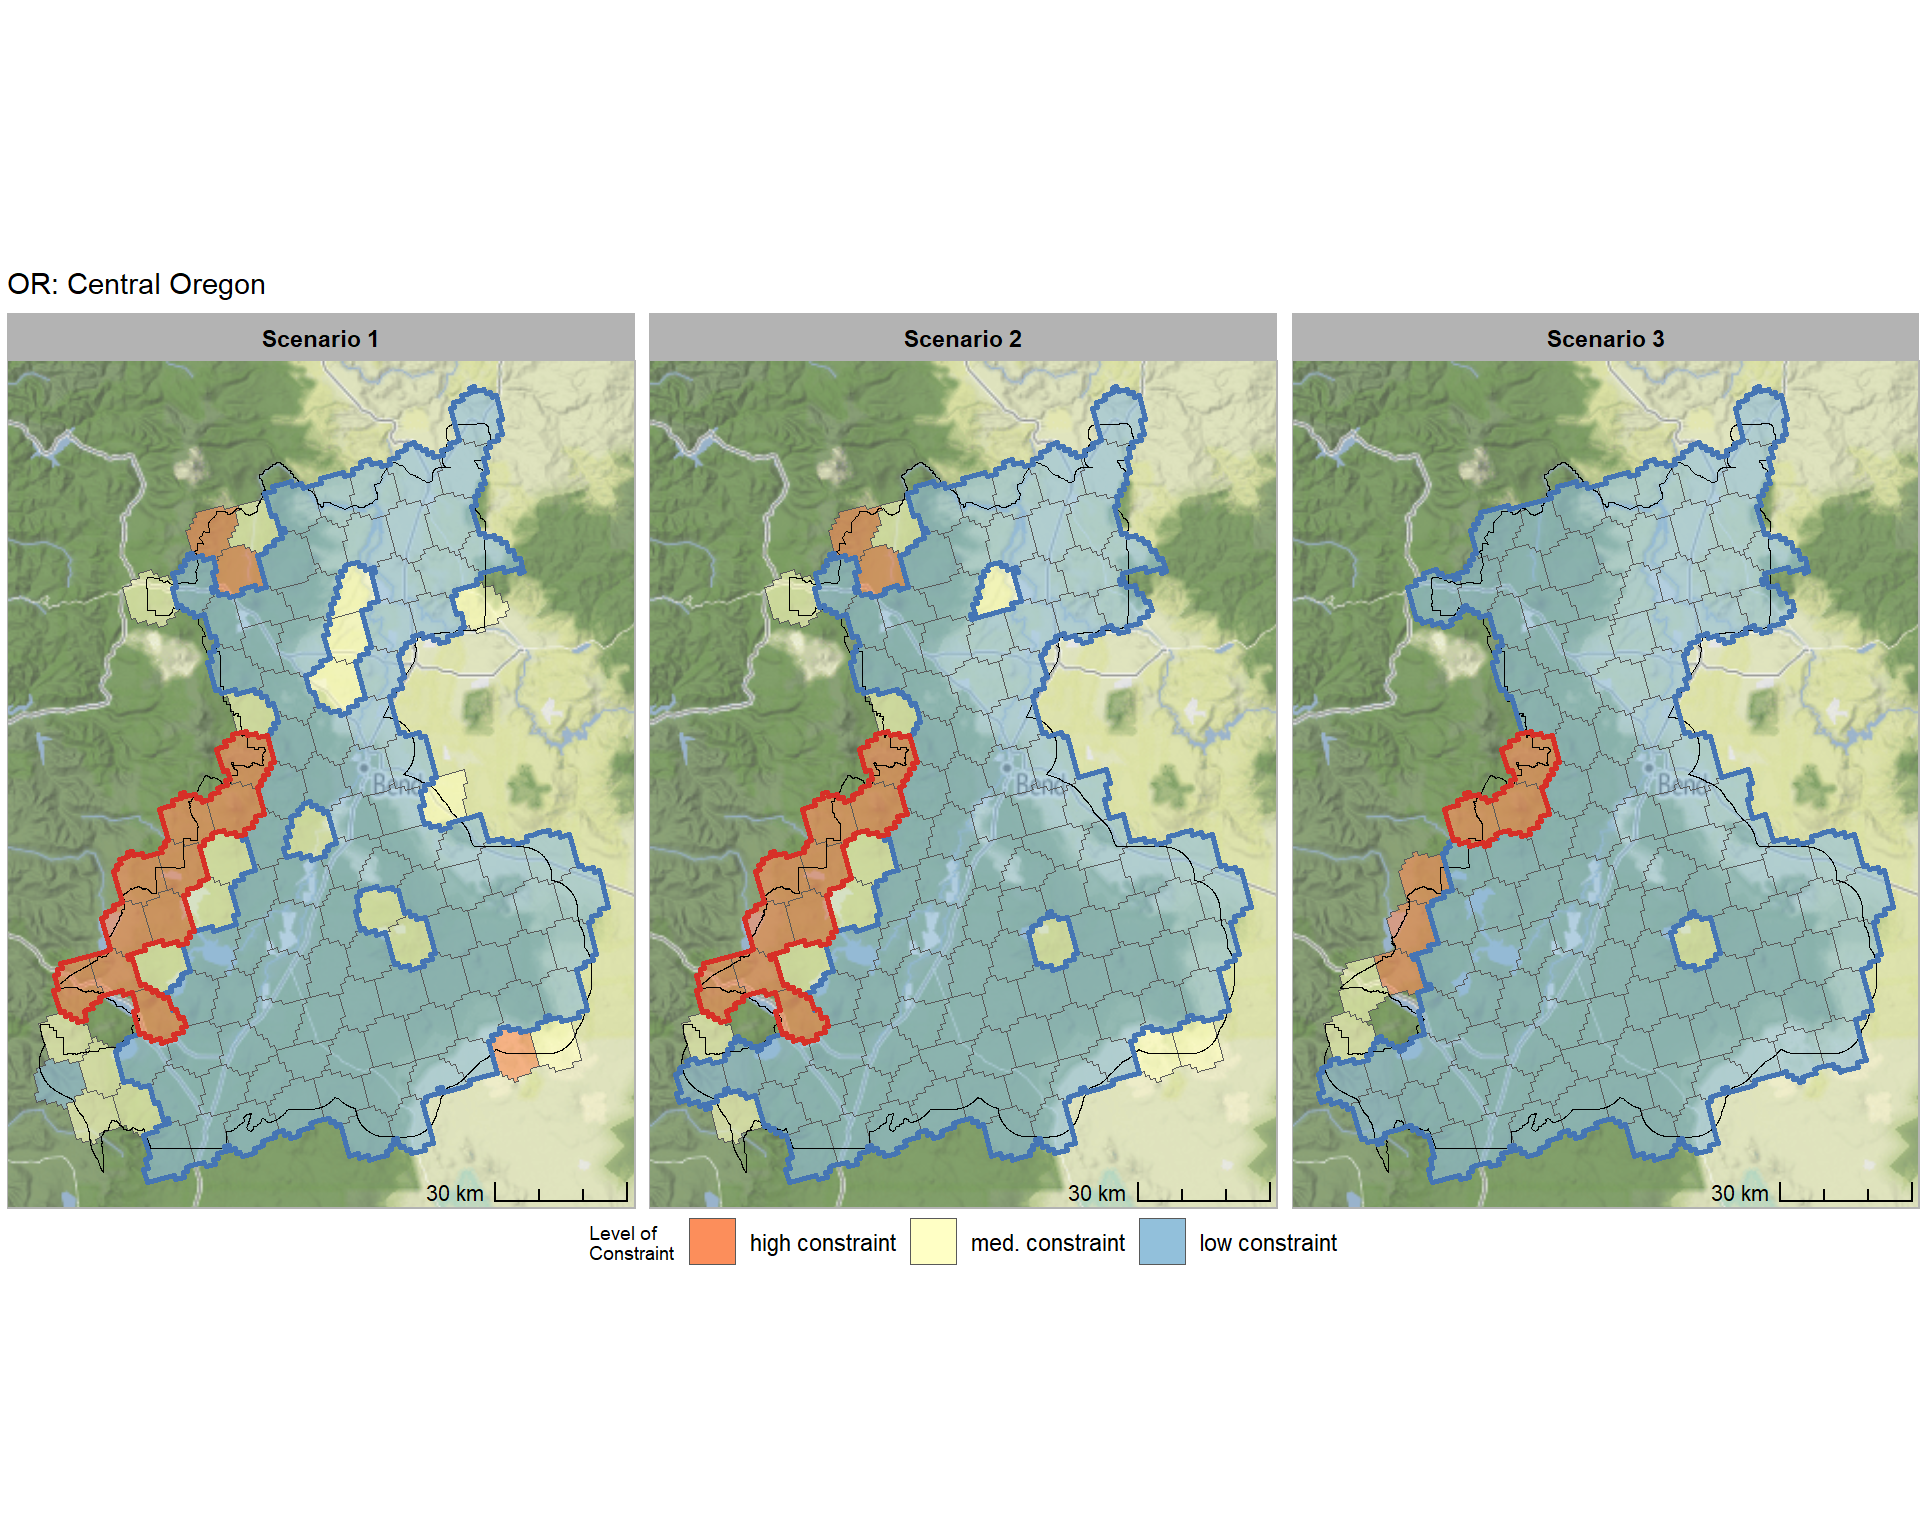 OR: Central Oregon
Scenario 1
Scenario 2
Scenario 3
Bend
Bend
Bend
30 km
30 km
30 km
Level of
Constraint
high constraint
med. constraint
low constraint